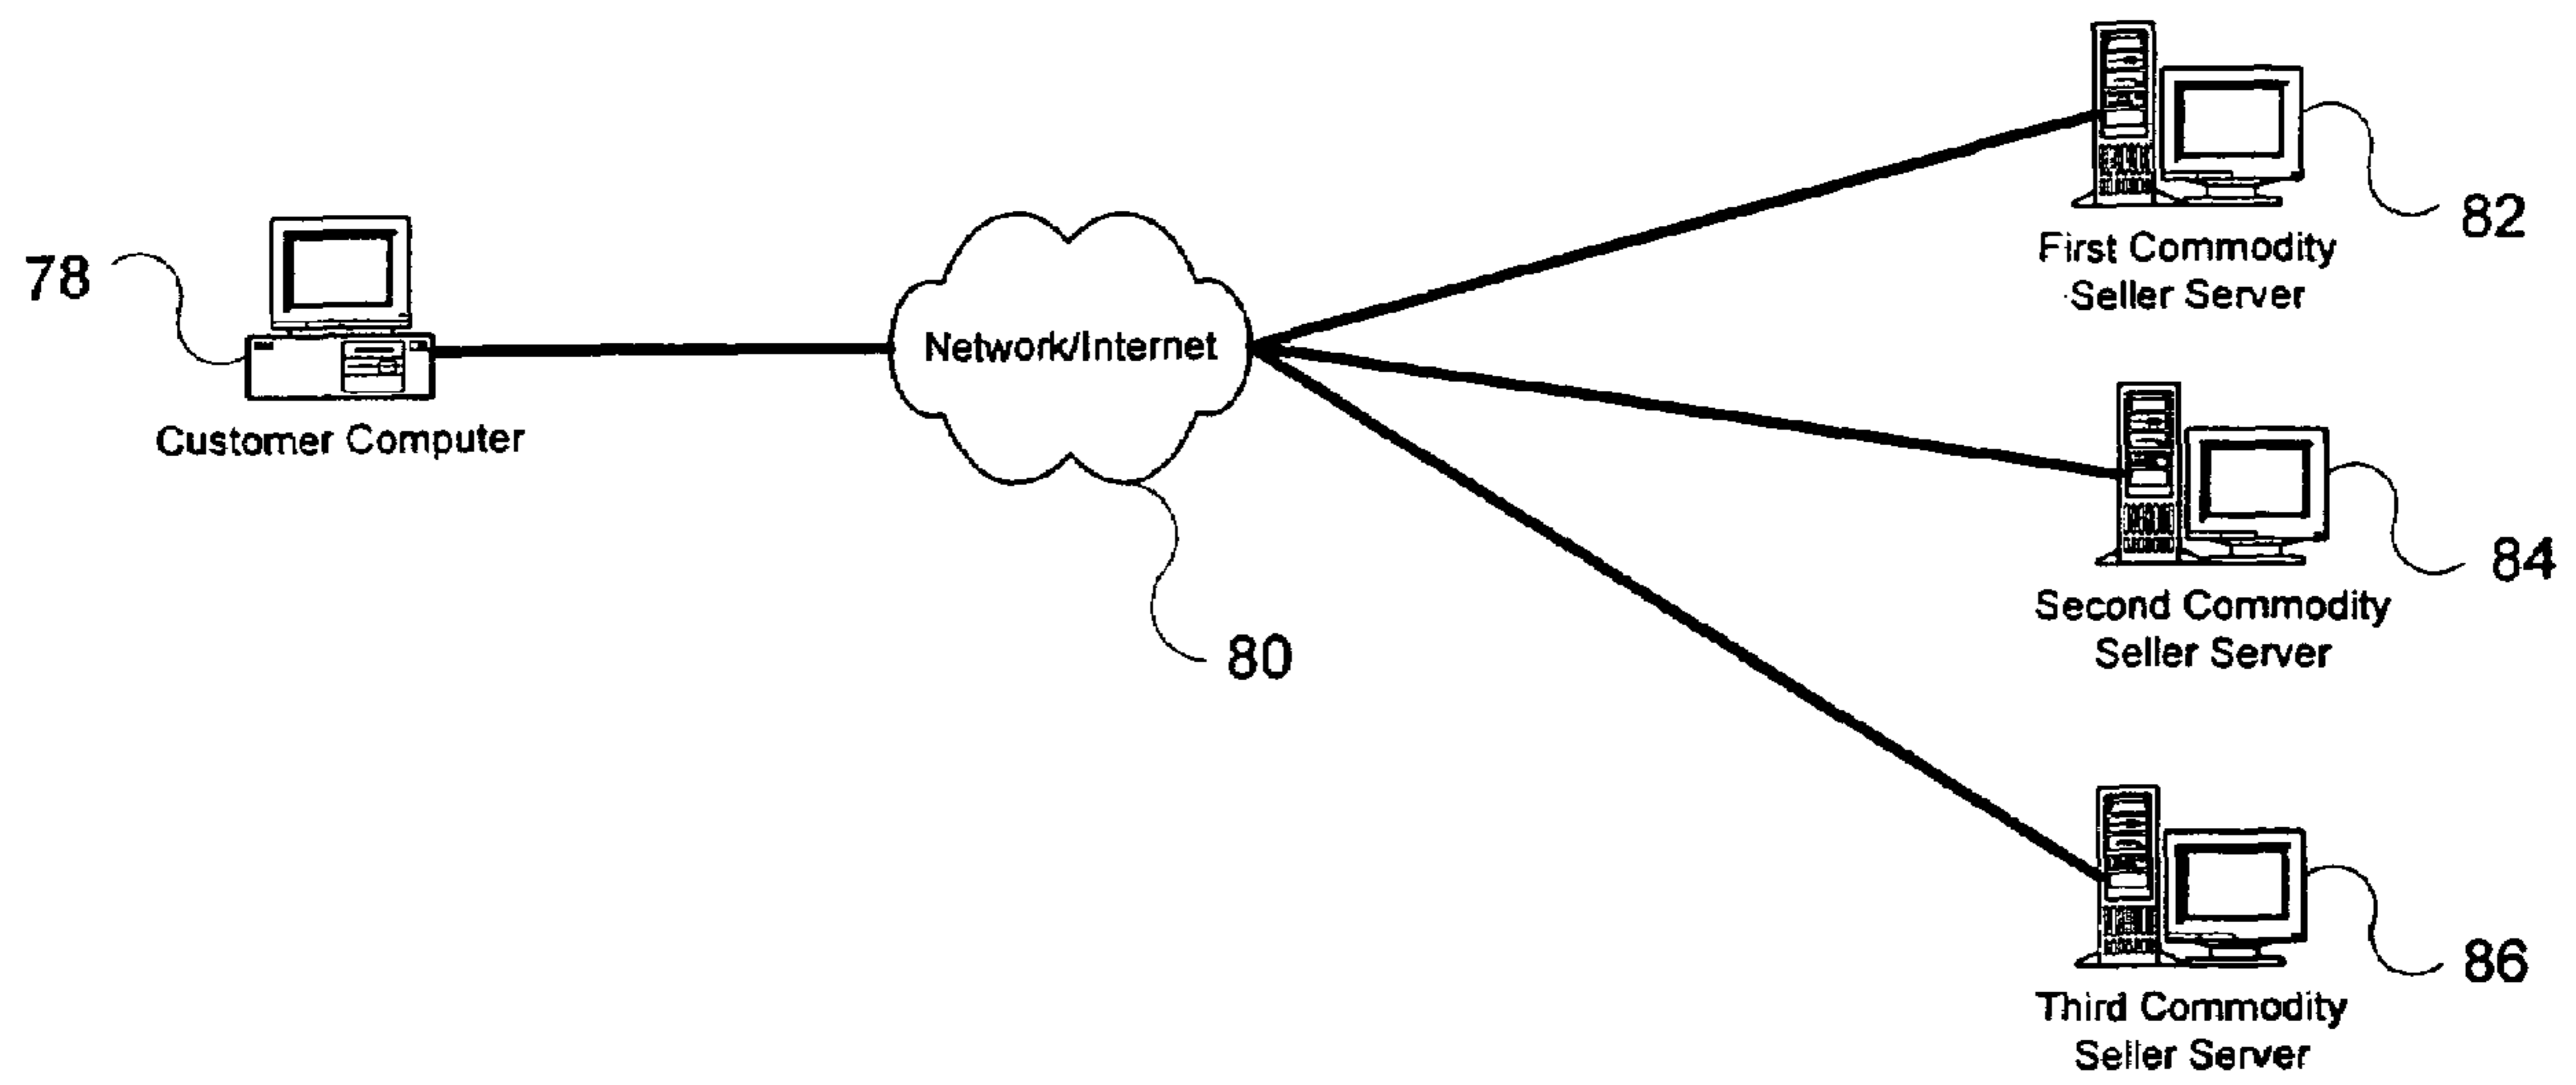 78
Customer Computer
Network/Internet
80
82
First Commodity
Seller Server
84
Second Commodity
Seller Server
86
Third Commodity
Seller Server